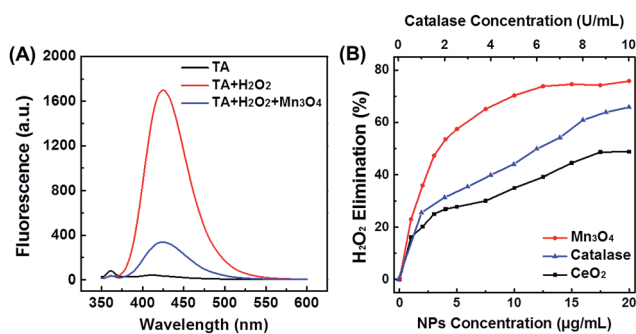 (A)
TA
TA+H₂O₂
TA+H₂O₂+Mn₃O₄
Fluorescence (a.u.)
2000
1600
1200
800
400
0
350 400 450 500 550 600
Wavelength (nm)
(B)
Catalase Concentration (U/mL)
0 2 4 6 8 10
H₂O₂ Elimination (%)
80
60
40
20
0
Mn₃O₄
Catalase
CeO₂
0 5 10 15 20
NPs Concentration (µg/mL)